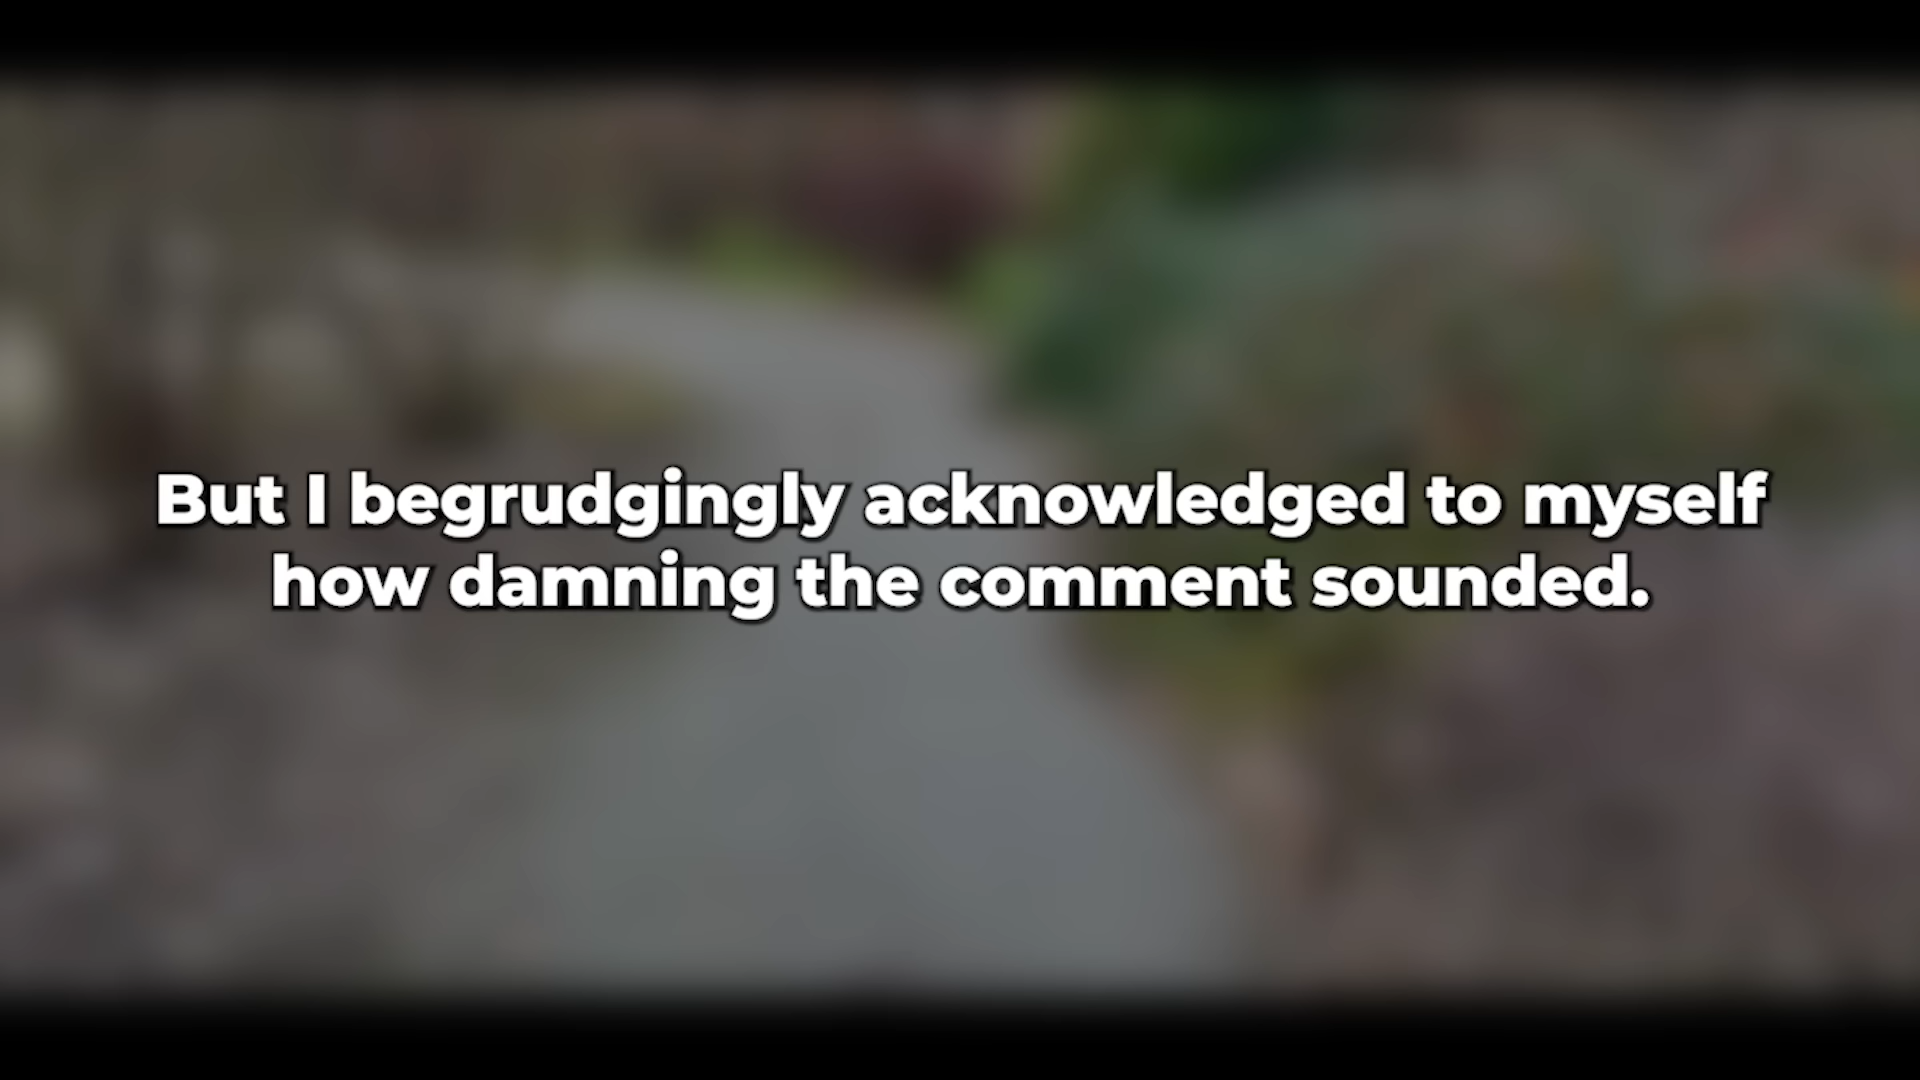 But I begrudgingly acknowledged to myself
how damning the comment sounded.